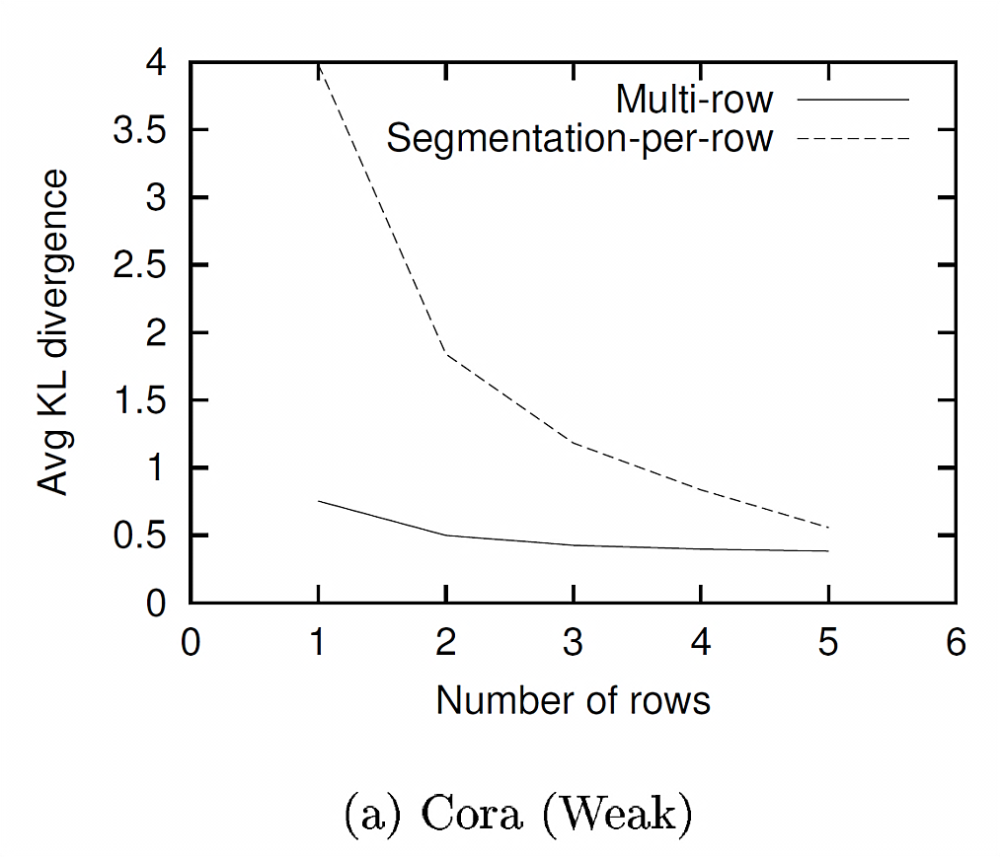 4
3.5
3
2.5
2
1.5
1
0.5
0
Avg KL divergence
Multi-row
Segmentation-per-row
0 1 2 3 4 5 6
Number of rows
(a) Cora (Weak)